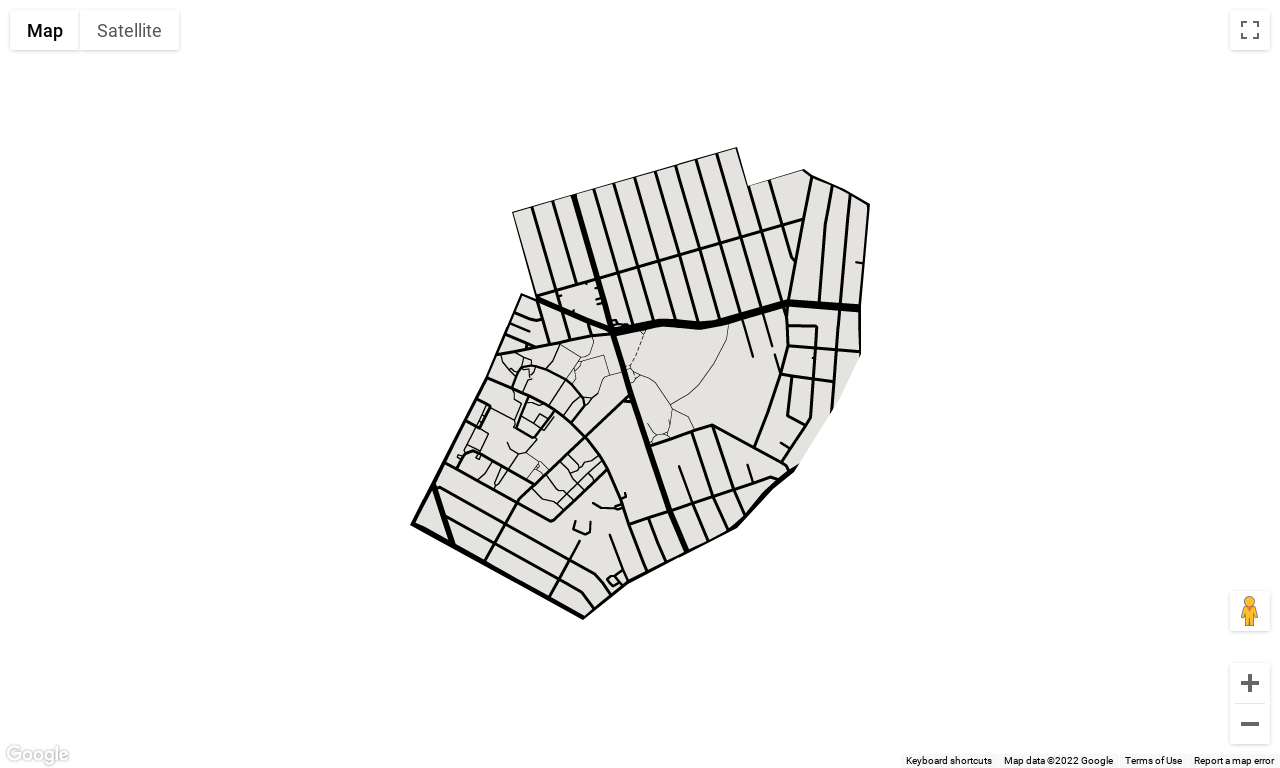 Map
Satellite
Google
Keyboard shortcuts
Map data ©2022 Google
Terms of Use
Report a map error